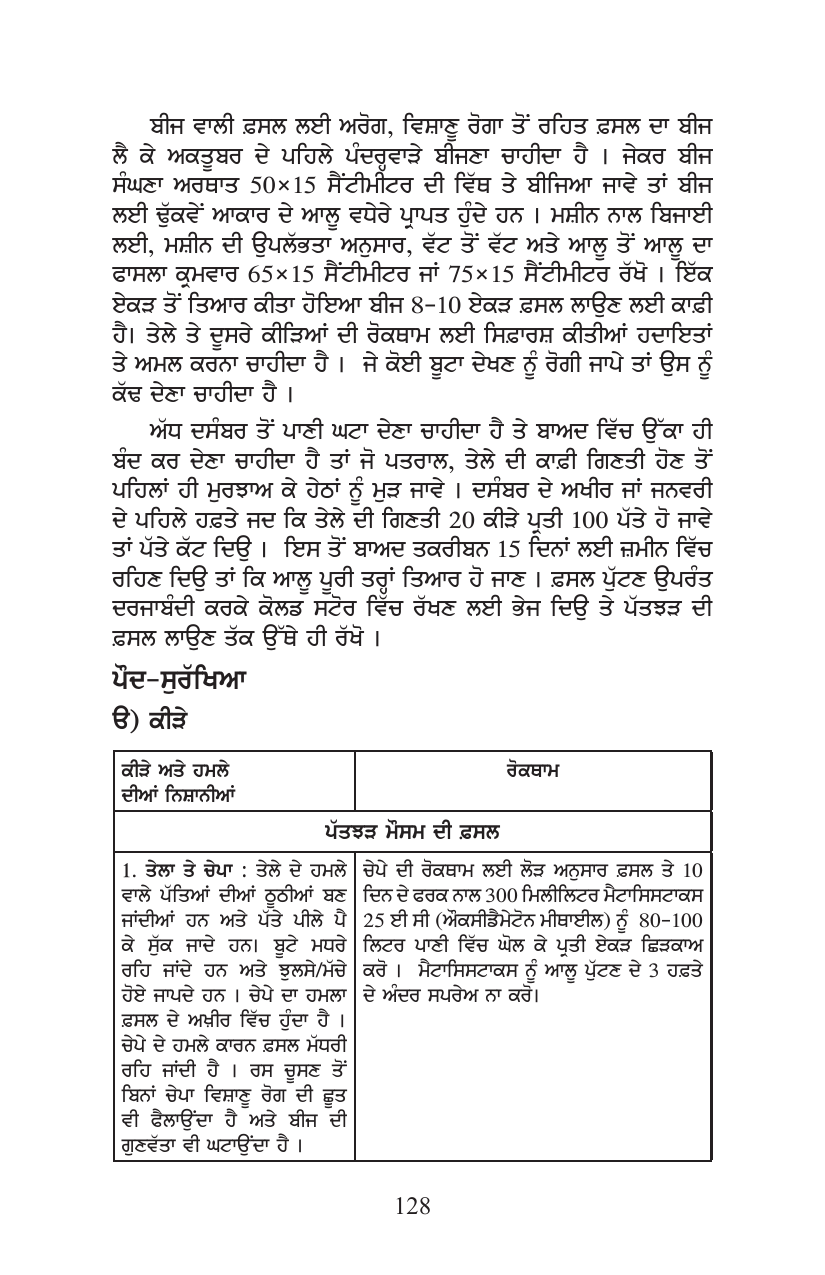 ਬੀਜ ਵਾਲੀ ਫ਼ਸਲ ਲਈ ਅਰੋਗ, ਵਿਸ਼ਾਣੂ ਰੋਗਾ ਤੋਂ ਰਹਿਤ ਫ਼ਸਲ ਦਾ ਬੀਜ
ਲੈ ਕੇ ਅਕਤੂਬਰ ਦੇ ਪਹਿਲੇ ਪੰਦਰ੍ਹਵਾੜੇ ਬੀਜਣਾ ਚਾਹੀਦਾ ਹੈ । ਜੇਕਰ ਬੀਜ
ਸੰਘਣਾ ਅਰਥਾਤ 50×15 ਸੈਂਟੀਮੀਟਰ ਦੀ ਵਿੱਥ ਤੇ ਬੀਜਿਆ ਜਾਵੇ ਤਾਂ ਬੀਜ
ਲਈ ਢੁੱਕਵੇਂ ਆਕਾਰ ਦੇ ਆਲੂ ਵਧੇਰੇ ਪ੍ਰਾਪਤ ਹੁੰਦੇ ਹਨ । ਮਸ਼ੀਨ ਨਾਲ ਬਿਜਾਈ
ਲਈ, ਮਸ਼ੀਨ ਦੀ ਉਪਲੱਭਤਾ ਅਨੁਸਾਰ, ਵੱਟ ਤੋਂ ਵੱਟ ਅਤੇ ਆਲੂ ਤੋਂ ਆਲੂ ਦਾ
ਫਾਸਲਾ ਕ੍ਰਮਵਾਰ 65×15 ਸੈਂਟੀਮੀਟਰ ਜਾਂ 75×15 ਸੈਂਟੀਮੀਟਰ ਰੱਖੋ । ਇੱਕ
ਏਕੜ ਤੋਂ ਤਿਆਰ ਕੀਤਾ ਹੋਇਆ ਬੀਜ 8-10 ਏਕੜ ਫ਼ਸਲ ਲਾਉਣ ਲਈ ਕਾਫ਼ੀ
ਹੈ। ਤੇਲੇ ਤੇ ਦੂਸਰੇ ਕੀੜਿਆਂ ਦੀ ਰੋਕਥਾਮ ਲਈ ਸਿਫ਼ਾਰਸ਼ ਕੀਤੀਆਂ ਹਦਾਇਤਾਂ
ਤੇ ਅਮਲ ਕਰਨਾ ਚਾਹੀਦਾ ਹੈ । ਜੇ ਕੋਈ ਬੂਟਾ ਦੇਖਣ ਨੂੰ ਰੋਗੀ ਜਾਪੇ ਤਾਂ ਉਸ ਨੂੰ
ਕੱਢ ਦੇਣਾ ਚਾਹੀਦਾ ਹੈ ।
ਅੱਧ ਦਸੰਬਰ ਤੋਂ ਪਾਣੀ ਘਟਾ ਦੇਣਾ ਚਾਹੀਦਾ ਹੈ ਤੇ ਬਾਅਦ ਵਿੱਚ ਉੱਕਾ ਹੀ
ਬੰਦ ਕਰ ਦੇਣਾ ਚਾਹੀਦਾ ਹੈ ਤਾਂ ਜੋ ਪਤਰਾਲ, ਤੇਲੇ ਦੀ ਕਾਫ਼ੀ ਗਿਣਤੀ ਹੋਣ ਤੋਂ
ਪਹਿਲਾਂ ਹੀ ਮੁਰਝਾਅ ਕੇ ਹੇਠਾਂ ਨੂੰ ਮੁੜ ਜਾਵੇ । ਦਸੰਬਰ ਦੇ ਅਖੀਰ ਜਾਂ ਜਨਵਰੀ
ਦੇ ਪਹਿਲੇ ਹਫ਼ਤੇ ਜਦ ਕਿ ਤੇਲੇ ਦੀ ਗਿਣਤੀ 20 ਕੀੜੇ ਪ੍ਰਤੀ 100 ਪੱਤੇ ਹੋ ਜਾਵੇ
ਤਾਂ ਪੱਤੇ ਕੱਟ ਦਿਉ । ਇਸ ਤੋਂ ਬਾਅਦ ਤਕਰੀਬਨ 15 ਦਿਨਾਂ ਲਈ ਜ਼ਮੀਨ ਵਿੱਚ
ਰਹਿਣ ਦਿਉ ਤਾਂ ਕਿ ਆਲੂ ਪੂਰੀ ਤਰ੍ਹਾਂ ਤਿਆਰ ਹੋ ਜਾਣ । ਫ਼ਸਲ ਪੁੱਟਣ ਉਪਰੰਤ
ਦਰਜਾਬੰਦੀ ਕਰਕੇ ਕੋਲਡ ਸਟੋਰ ਵਿੱਚ ਰੱਖਣ ਲਈ ਭੇਜ ਦਿਉ ਤੇ ਪੱਤਝੜ ਦੀ
ਫ਼ਸਲ ਲਾਉਣ ਤੱਕ ਉੱਥੇ ਹੀ ਰੱਖੋ ।
ਪੌਦ-ਸੁਰੱਖਿਆ
ੳ) ਕੀੜੇ
ਕੀੜੇ ਅਤੇ ਹਮਲੇ
ਦੀਆਂ ਨਿਸ਼ਾਨੀਆਂ
ਰੋਕਥਾਮ
ਪੱਤਝੜ ਮੌਸਮ ਦੀ ਫ਼ਸਲ
1. ਤੇਲਾ ਤੇ ਚੇਪਾ : ਤੇਲੇ ਦੇ ਹਮਲੇ
ਵਾਲੇ ਪੱਤਿਆਂ ਦੀਆਂ ਠੂਠੀਆਂ ਬਣ
ਜਾਂਦੀਆਂ ਹਨ ਅਤੇ ਪੱਤੇ ਪੀਲੇ ਪੈ
ਕੇ ਸੁੱਕ ਜਾਦੇ ਹਨ। ਬੂਟੇ ਮਧਰੇ
ਰਹਿ ਜਾਂਦੇ ਹਨ ਅਤੇ ਝੁਲਸੇ/ਮੱਚੇ
ਹੋਏ ਜਾਪਦੇ ਹਨ । ਚੇਪੇ ਦਾ ਹਮਲਾ
ਫ਼ਸਲ ਦੇ ਅਖ਼ੀਰ ਵਿੱਚ ਹੁੰਦਾ ਹੈ ।
ਚੇਪੇ ਦੇ ਹਮਲੇ ਕਾਰਨ ਫ਼ਸਲ ਮੱਧਰੀ
ਰਹਿ ਜਾਂਦੀ ਹੈ । ਰਸ ਚੂਸਣ ਤੋਂ
ਬਿਨਾਂ ਚੇਪਾ ਵਿਸ਼ਾਣੂ ਰੋਗ ਦੀ ਛੂਤ
ਵੀ ਫੈਲਾਉਂਦਾ ਹੈ ਅਤੇ ਬੀਜ ਦੀ
ਗੁਣਵੱਤਾ ਵੀ ਘਟਾਉਂਦਾ ਹੈ ।
ਚੇਪੇ ਦੀ ਰੋਕਥਾਮ ਲਈ ਲੋੜ ਅਨੁਸਾਰ ਫ਼ਸਲ ਤੇ 10
ਦਿਨ ਦੇ ਫਰਕ ਨਾਲ 300 ਮਿਲੀਲਿਟਰ ਮੈਟਾਸਿਸਟਾਕਸ
25 ਈ ਸੀ (ਔਕਸੀਡੈਮੇਟੋਨ ਮੀਥਾਈਲ) ਨੂੰ 80-100
ਲਿਟਰ ਪਾਣੀ ਵਿੱਚ ਘੋਲ ਕੇ ਪ੍ਰਤੀ ਏਕੜ ਛਿੜਕਾਅ
ਕਰੋ । ਮੈਟਾਸਿਸਟਾਕਸ ਨੂੰ ਆਲੂ ਪੁੱਟਣ ਦੇ 3 ਹਫ਼ਤੇ
ਦੇ ਅੰਦਰ ਸਪਰੇਅ ਨਾ ਕਰੋ।
128